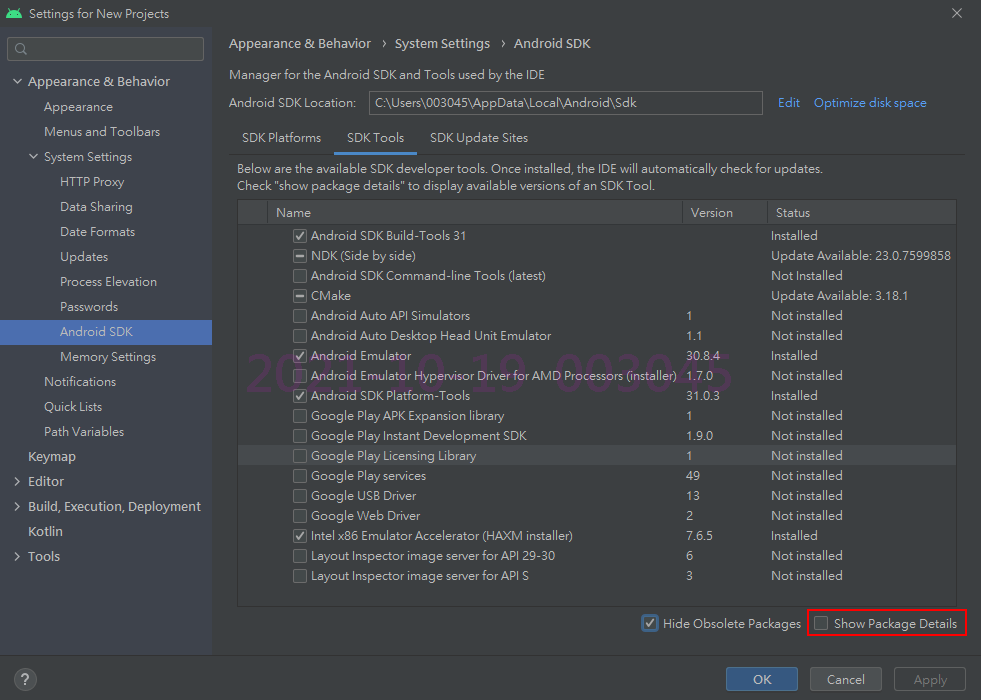 Settings for New Projects
Appearance & Behavior
Appearance
Menus and Toolbars
System Settings
HTTP Proxy
Data Sharing
Date Formats
Updates
Process Elevation
Passwords
Android SDK
Memory Settings
Notifications
Quick Lists
Path Variables
Keymap
Editor
Build, Execution, Deployment
Kotlin
Tools
Appearance & Behavior › System Settings › Android SDK
Manager for the Android SDK and Tools used by the IDE
Android SDK Location: C:\Users\003045\AppData\Local\Android\Sdk Edit Optimize disk space
SDK Platforms SDK Tools SDK Update Sites
Below are the available SDK developer tools. Once installed, the IDE will automatically check for updates.
Check "show package details" to display available versions of an SDK Tool.
Name Version Status
Android SDK Build-Tools 31 Installed
NDK (Side by side) Update Available: 23.0.7599858
Android SDK Command-line Tools (latest) Not Installed
CMake Update Available: 3.18.1
Android Auto API Simulators 1 Not installed
Android Auto Desktop Head Unit Emulator 1.1 Not installed
Android Emulator 30.8.4 Installed
Android Emulator Hypervisor Driver for AMD Processors (installer) 1.7.0 Not installed
Android SDK Platform-Tools 31.0.3 Installed
Google Play APK Expansion library 1 Not installed
Google Play Instant Development SDK 1.9.0 Not installed
Google Play Licensing Library 1 Not installed
Google Play services 49 Not installed
Google USB Driver 13 Not installed
Google Web Driver 2 Not installed
Intel x86 Emulator Accelerator (HAXM installer) 7.6.5 Installed
Layout Inspector image server for API 29-30 6 Not installed
Layout Inspector image server for API S 3 Not installed
Hide Obsolete Packages Show Package Details
? OK Cancel Apply